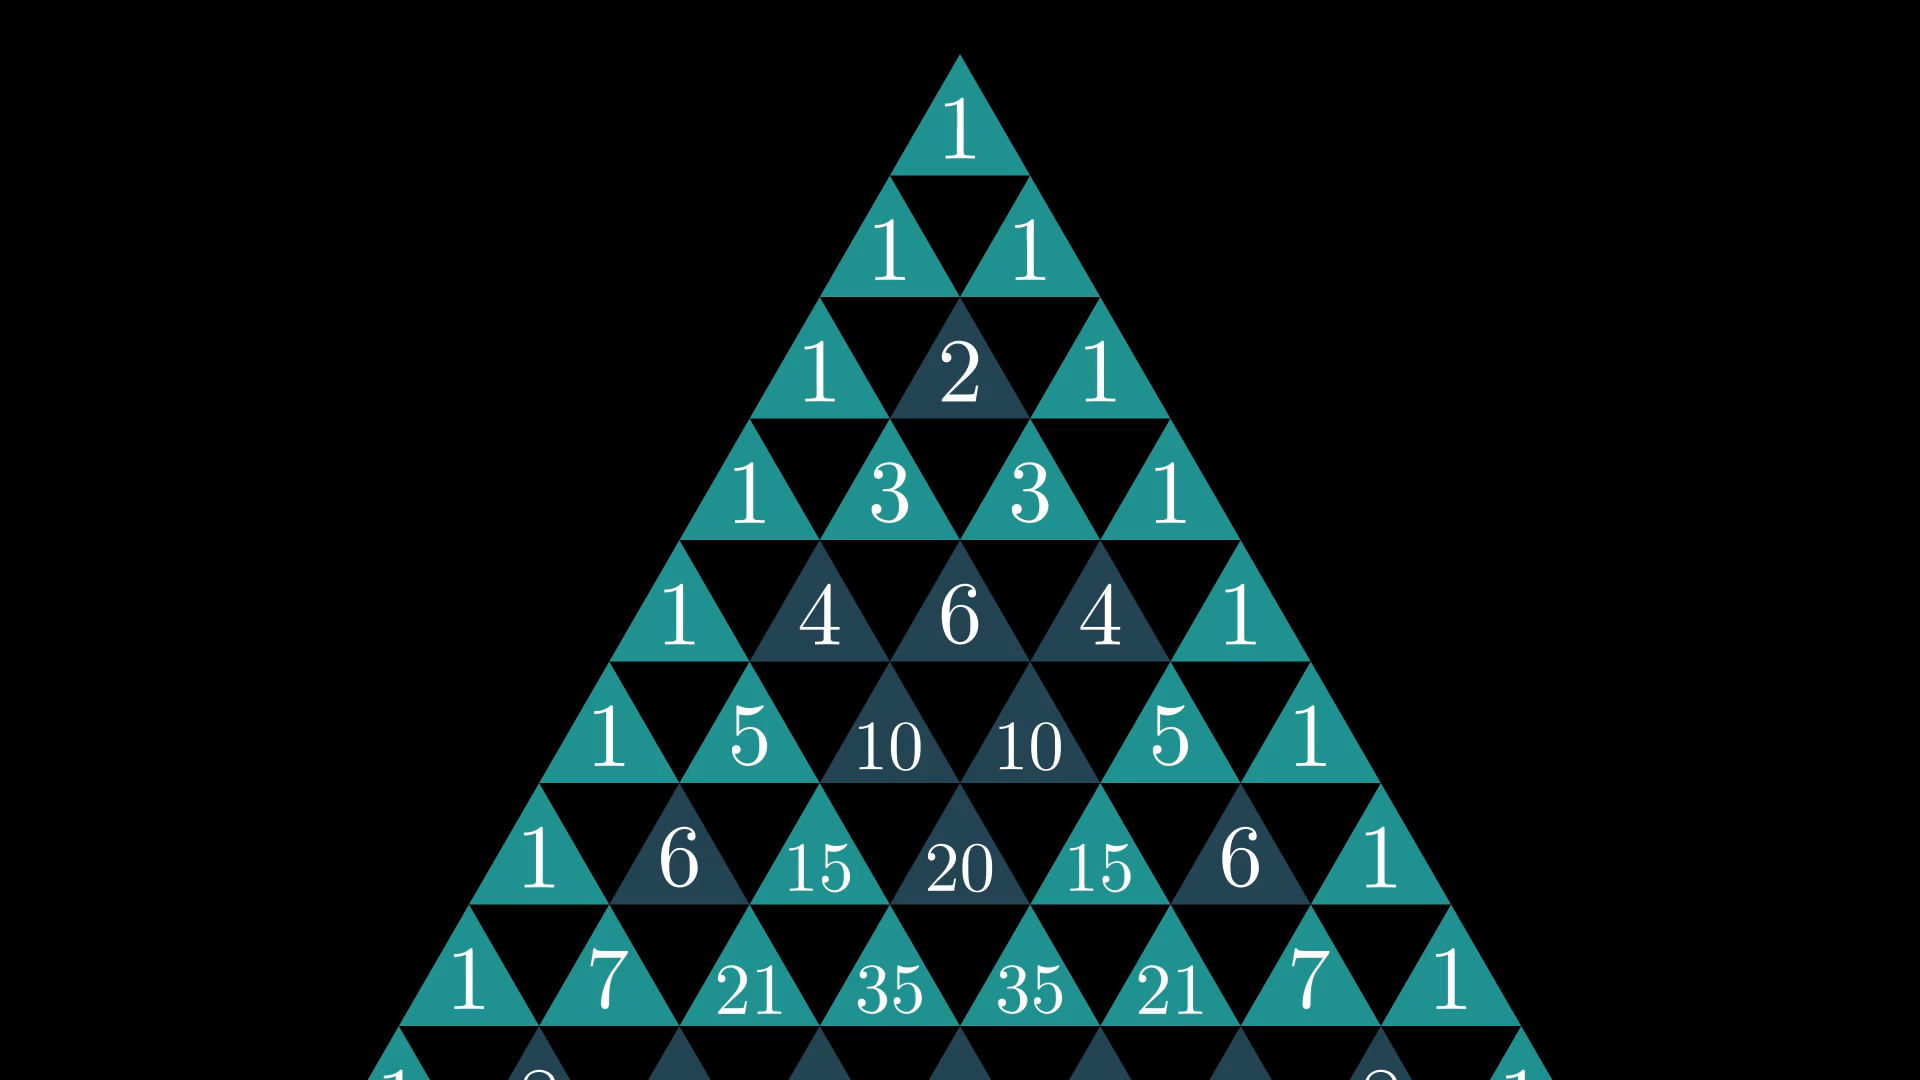 1
1 1
1 2 1
1 3 3 1
1 4 6 4 1
1 5 10 10 5 1
1 6 15 20 15 6 1
1 7 21 35 35 21 7 1